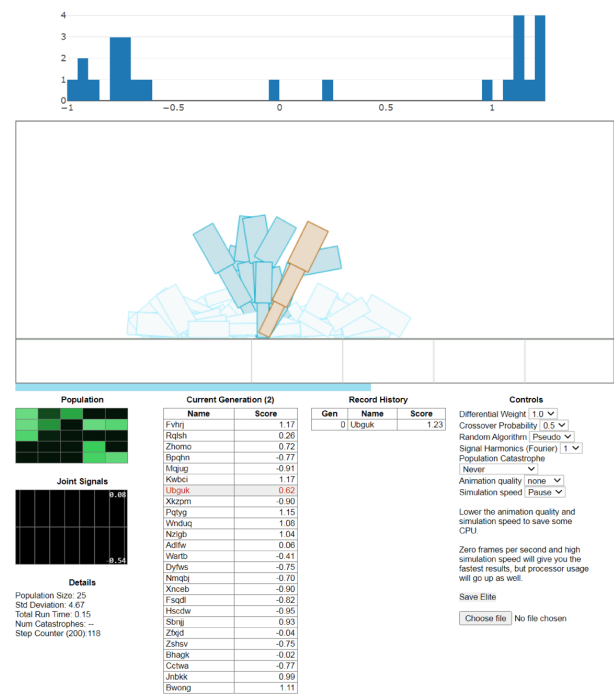 4
3
2
1
0
−1
−0.5
0
0.5
1
Population
0.08
Joint Signals
-0.54
Details
Population Size: 25
Std Deviation: 4.67
Total Run Time: 0.15
Num Catastrophes: --
Step Counter (200):118
Current Generation (2)
Name Score
Fvhrj 1.17
Rqlsh 0.26
Zhomo 0.72
Bpqhn -0.77
Mqjug -0.91
Kwbci 1.17
Ubguk 0.62
Xkzpm -0.90
Pqtyg 1.15
Wnduq 1.08
Nzlgb 1.04
Adlfw 0.06
Wartb -0.41
Dyfws -0.75
Nmqbj -0.70
Xnceb -0.90
Fsqdl -0.82
Hscdw -0.95
Sbnjj 0.93
Zfxjd -0.04
Zshsv -0.75
Bhagk -0.02
Cctwa -0.77
Jnbkk 0.99
Bwong 1.11
Record History
Gen Name Score
0 Ubguk 1.23
Controls
Differential Weight 1.0
Crossover Probability 0.5
Random Algorithm Pseudo
Signal Harmonics (Fourier) 1
Population Catastrophe
Never
Animation quality none
Simulation speed Pause
Lower the animation quality and
simulation speed to save some
CPU.
Zero frames per second and high
simulation speed will give you the
fastest results, but processor usage
will go up as well.
Save Elite
Choose file No file chosen